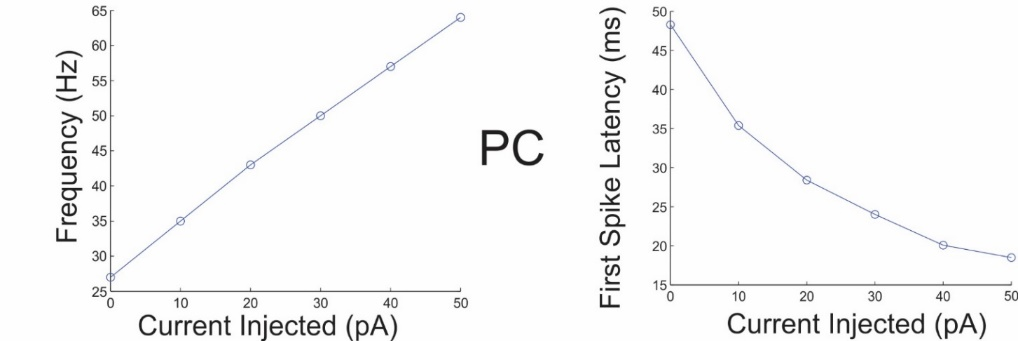 Frequency (Hz)
65
60
55
50
45
40
35
30
25
0 10 20 30 40 50
Current Injected (pA)
PC
First Spike Latency (ms)
50
45
40
35
30
25
20
15
0 10 20 30 40 50
Current Injected (pA)